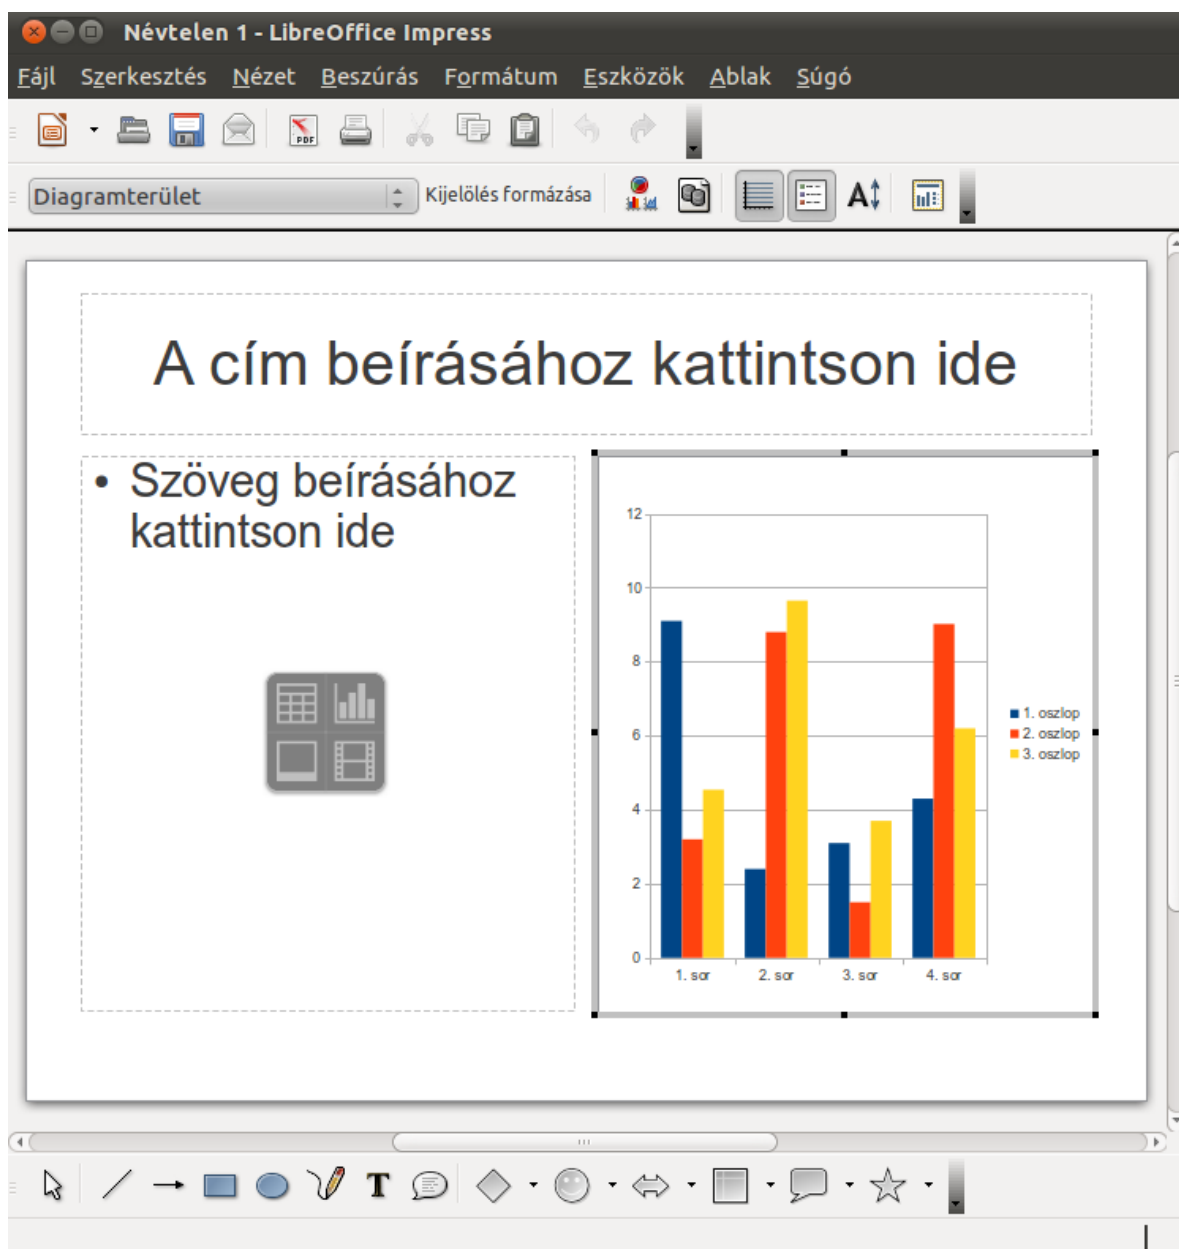 Névtelen 1 - LibreOffice Impress
Fájl Szerkesztés Nézet Beszúrás Formátum Eszközök Ablak Súgó
PDF
Diagramterület Kijelölés formázása A
A cím beírásához kattintson ide
• Szöveg beírásához
kattintson ide
12
10
8
6
4
2
0
1. sor 2. sor 3. sor 4. sor
1. oszlop
2. oszlop
3. oszlop
T